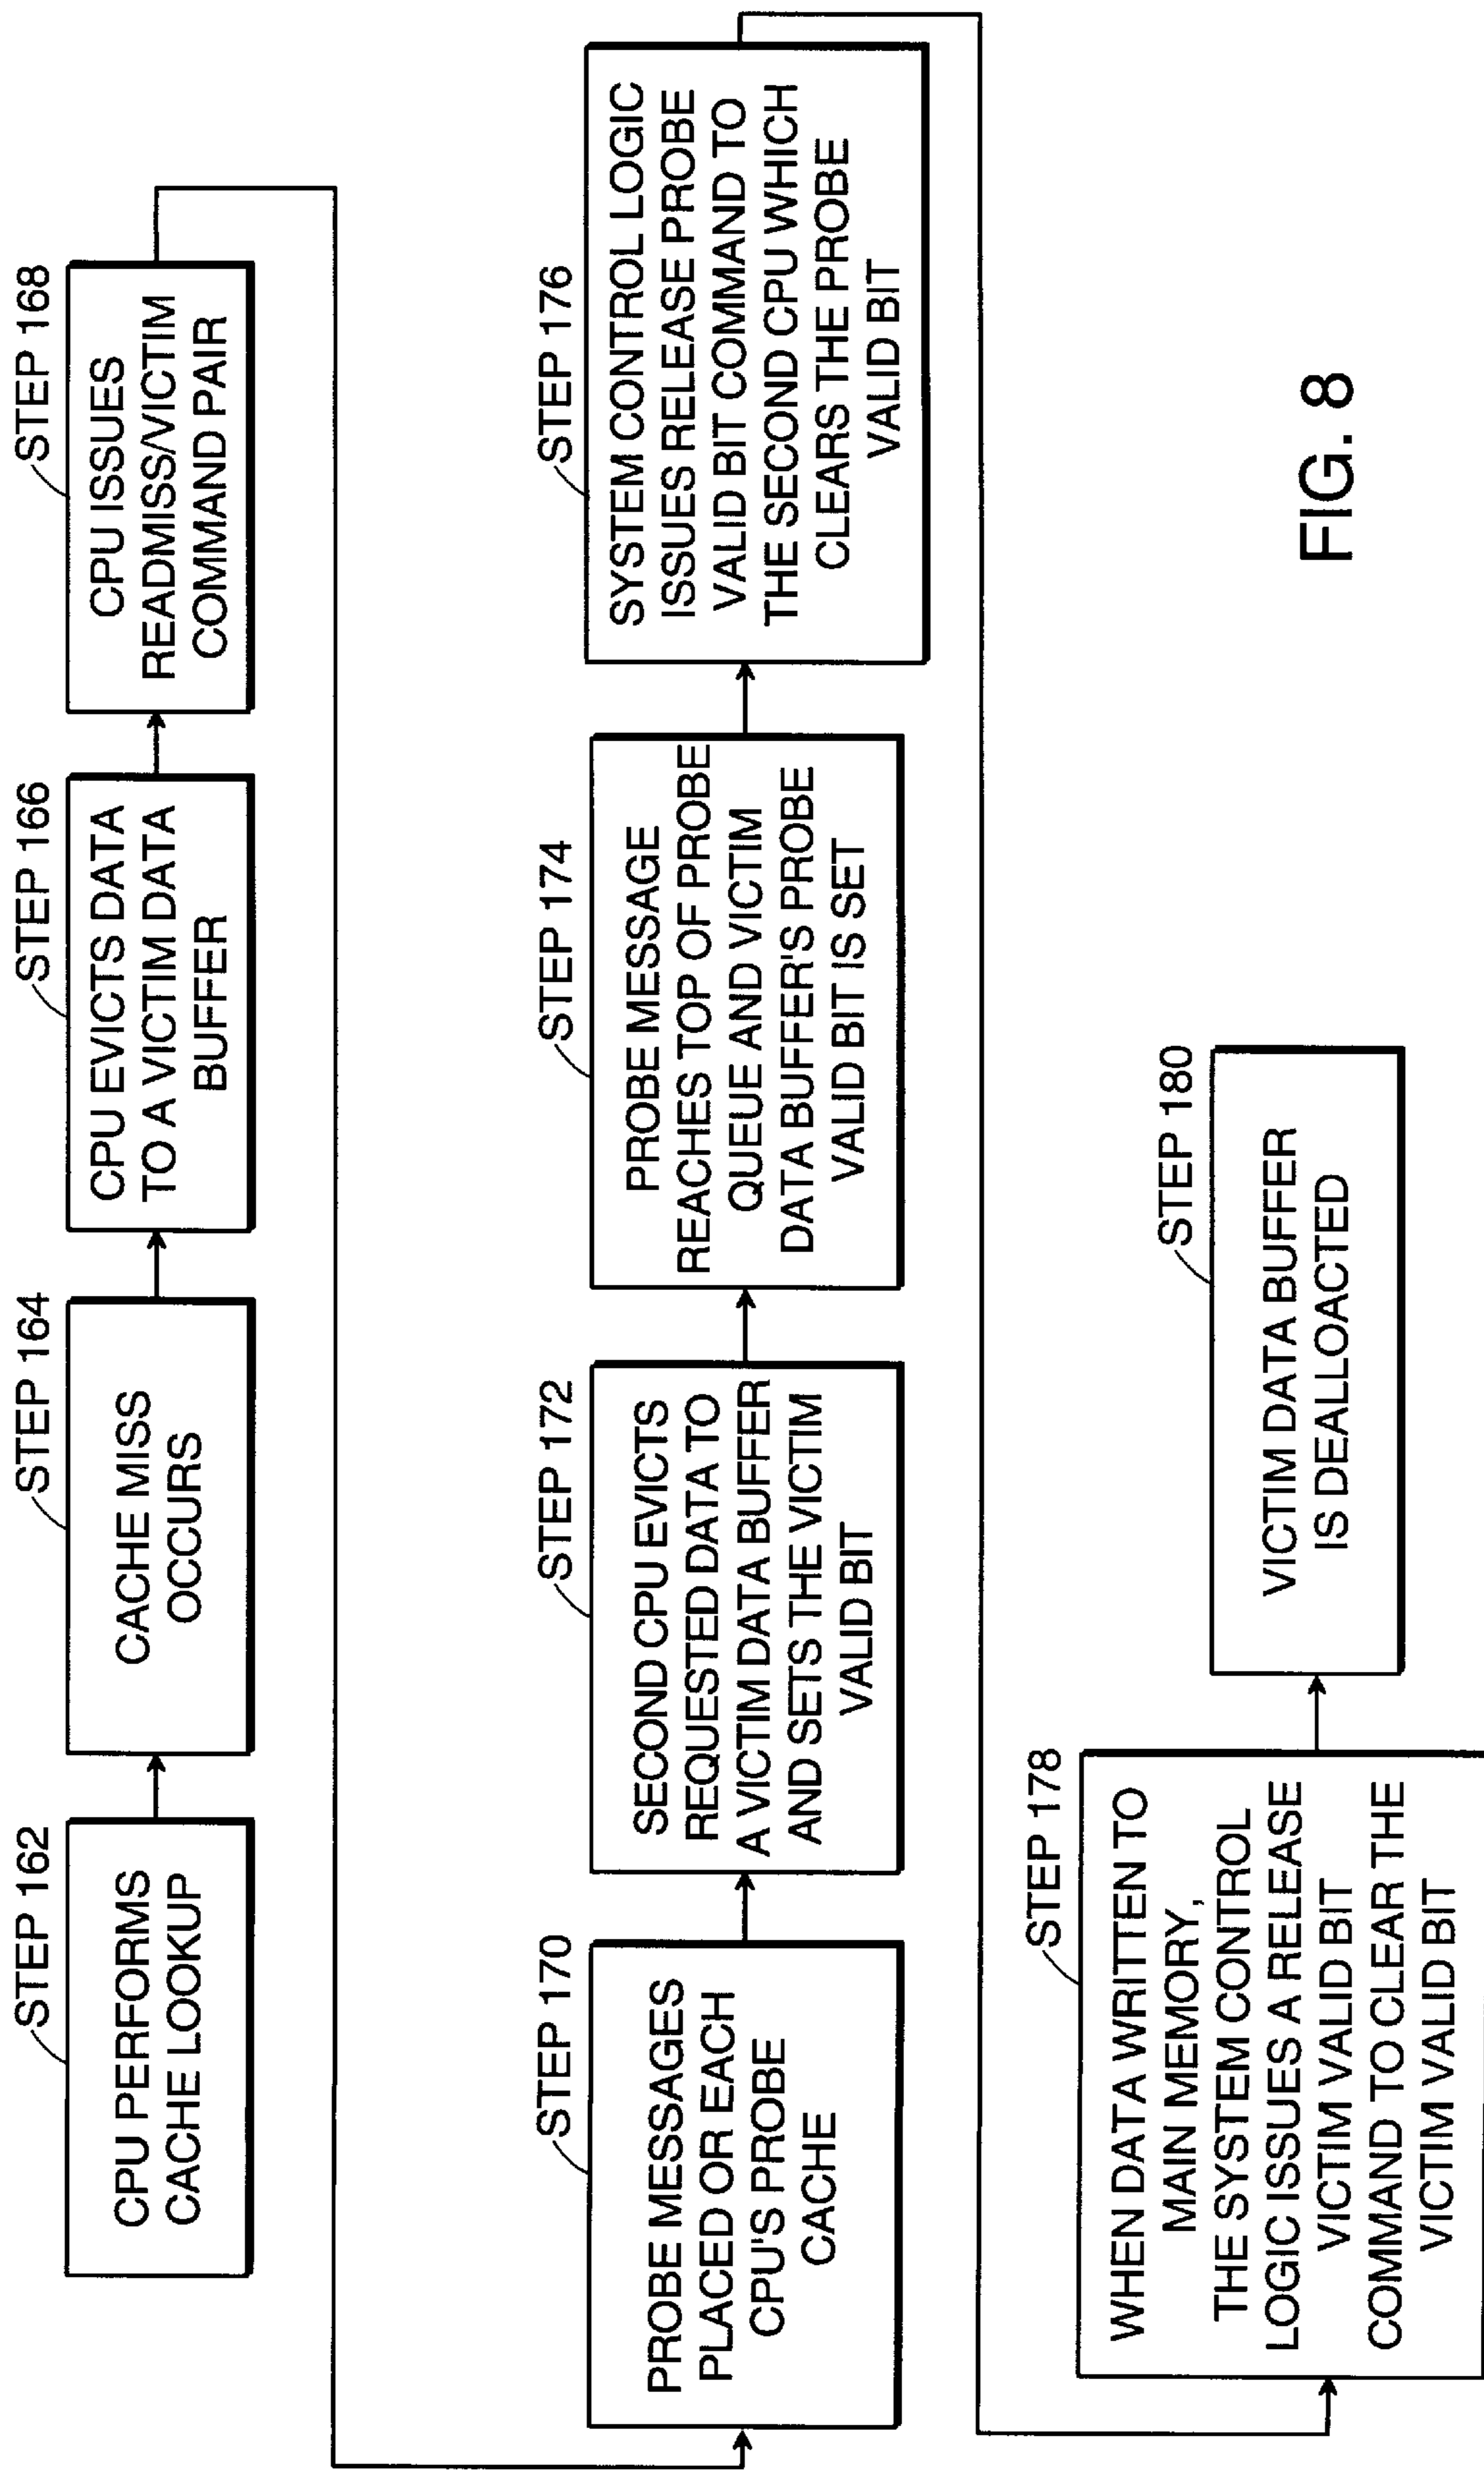 STEP 162
CPU PERFORMS
CACHE LOOKUP
STEP 164
CACHE MISS
OCCURS
STEP 166
CPU EVICTS DATA
TO A VICTIM DATA
BUFFER
STEP 168
CPU ISSUES
READMISS/VICTIM
COMMAND PAIR
STEP 170
PROBE MESSAGES
PLACED OR EACH
CPU'S PROBE
CACHE
STEP 172
SECOND CPU EVICTS
REQUESTED DATA TO
A VICTIM DATA BUFFER
AND SETS THE VICTIM
VALID BIT
STEP 174
PROBE MESSAGE
REACHES TOP OF PROBE
QUEUE AND VICTIM
DATA BUFFER'S PROBE
VALID BIT IS SET
STEP 176
SYSTEM CONTROL LOGIC
ISSUES RELEASE PROBE
VALID BIT COMMAND TO
THE SECOND CPU WHICH
CLEARS THE PROBE
VALID BIT
STEP 178
WHEN DATA WRITTEN TO
MAIN MEMORY,
THE SYSTEM CONTROL
LOGIC ISSUES A RELEASE
VICTIM VALID BIT
COMMAND TO CLEAR THE
VICTIM VALID BIT
STEP 180
VICTIM DATA BUFFER
IS DEALLOACTED
FIG. 8